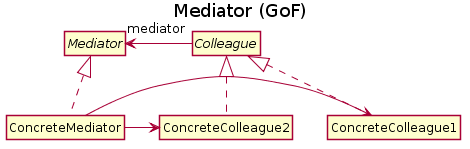 Mediator (GoF)
mediator
Mediator
Colleague
ConcreteMediator
ConcreteColleague2
ConcreteColleague1